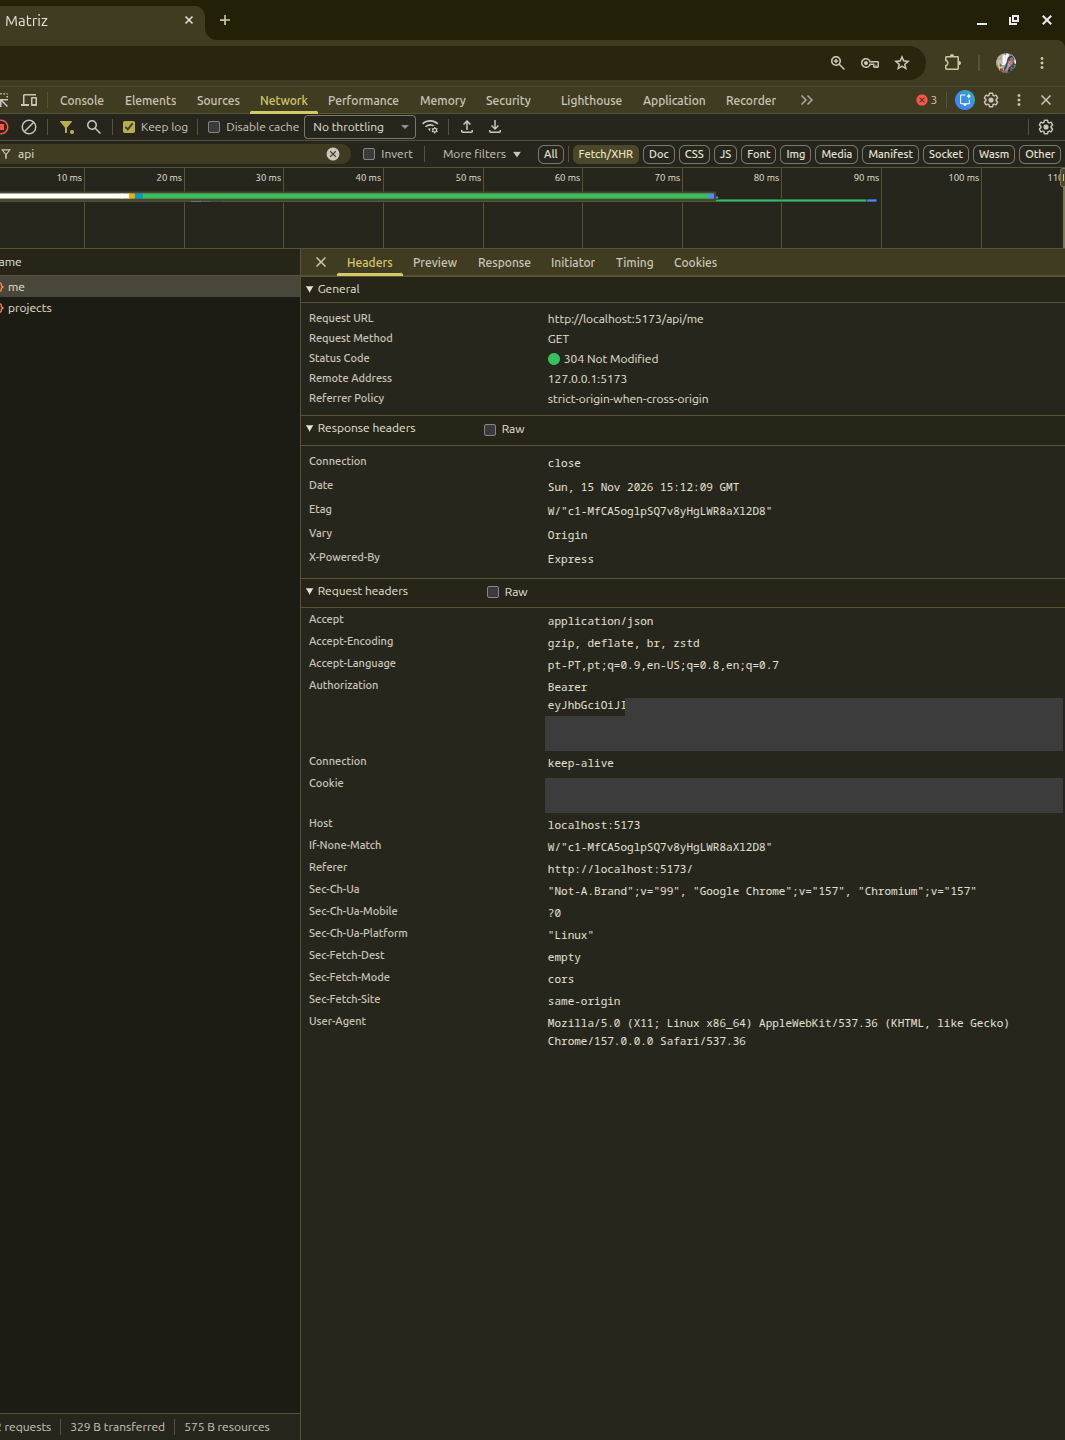 Matriz
Console Elements Sources Network Performance Memory Security Lighthouse Application Recorder 3
Keep log Disable cache No throttling
api Invert More filters All Fetch/XHR Doc CSS JS Font Img Media Manifest Socket Wasm Other
10 ms 20 ms 30 ms 40 ms 50 ms 60 ms 70 ms 80 ms 90 ms 100 ms 110
ame
me
projects
Headers Preview Response Initiator Timing Cookies
General
Request URL http://localhost:5173/api/me
Request Method GET
Status Code 304 Not Modified
Remote Address 127.0.0.1:5173
Referrer Policy strict-origin-when-cross-origin
Response headers Raw
Connection close
Date Sun, 15 Nov 2026 15:12:09 GMT
Etag W/"c1-MfCA5oglpSQ7v8yHgLWR8aX12D8"
Vary Origin
X-Powered-By Express
Request headers Raw
Accept application/json
Accept-Encoding gzip, deflate, br, zstd
Accept-Language pt-PT,pt;q=0.9,en-US;q=0.8,en;q=0.7
Authorization Bearer
eyJhbGciOiJI
Connection keep-alive
Cookie
Host localhost:5173
If-None-Match W/"c1-MfCA5oglpSQ7v8yHgLWR8aX12D8"
Referer http://localhost:5173/
Sec-Ch-Ua "Not-A.Brand";v="99", "Google Chrome";v="157", "Chromium";v="157"
Sec-Ch-Ua-Mobile ?0
Sec-Ch-Ua-Platform "Linux"
Sec-Fetch-Dest empty
Sec-Fetch-Mode cors
Sec-Fetch-Site same-origin
User-Agent Mozilla/5.0 (X11; Linux x86_64) AppleWebKit/537.36 (KHTML, like Gecko)
Chrome/157.0.0.0 Safari/537.36
requests 329 B transferred 575 B resources